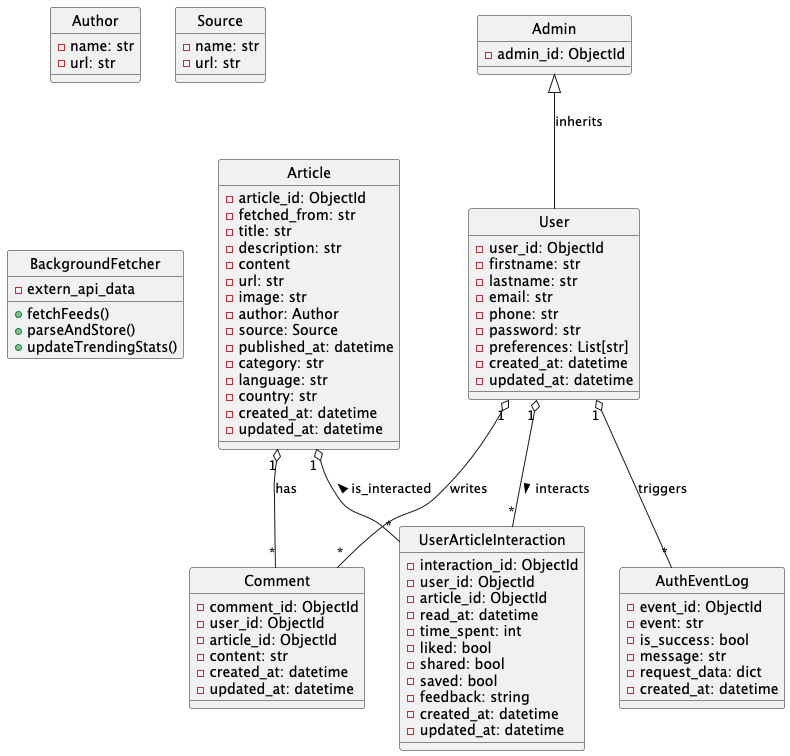 Author
name: str
url: str
Source
name: str
url: str
Admin
admin_id: ObjectId
inherits
Article
article_id: ObjectId
fetched_from: str
title: str
description: str
content
url: str
image: str
author: Author
source: Source
published_at: datetime
category: str
language: str
country: str
created_at: datetime
updated_at: datetime
User
user_id: ObjectId
firstname: str
lastname: str
email: str
phone: str
password: str
preferences: List[str]
created_at: datetime
updated_at: datetime
BackgroundFetcher
extern_api_data
fetchFeeds()
parseAndStore()
updateTrendingStats()
1
1
1
1
1
has
is_interacted
writes
interacts
triggers
*
*
*
*
*
Comment
comment_id: ObjectId
user_id: ObjectId
article_id: ObjectId
content: str
created_at: datetime
updated_at: datetime
UserArticleInteraction
interaction_id: ObjectId
user_id: ObjectId
article_id: ObjectId
read_at: datetime
time_spent: int
liked: bool
shared: bool
saved: bool
feedback: string
created_at: datetime
updated_at: datetime
AuthEventLog
event_id: ObjectId
event: str
is_success: bool
message: str
request_data: dict
created_at: datetime